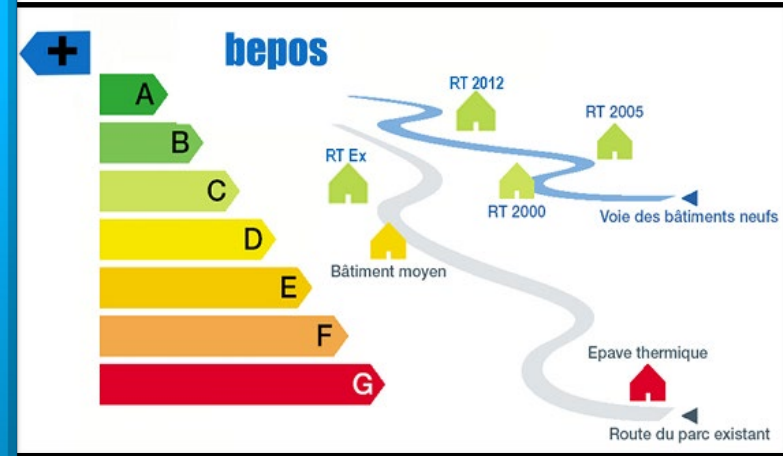 +
bepos
A
B
C
D
E
F
G
RT 2012
RT 2005
RT Ex
RT 2000
Voie des bâtiments neufs
Bâtiment moyen
Epave thermique
Route du parc existant